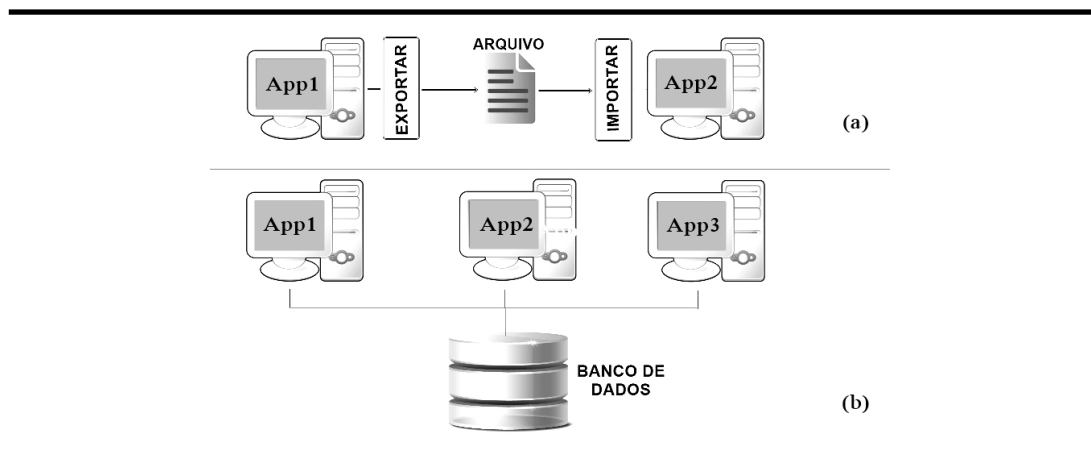 ARQUIVO
App1
EXPORTAR
IMPORTAR
App2
(a)
App1
App2
App3
BANCO DE
DADOS
(b)